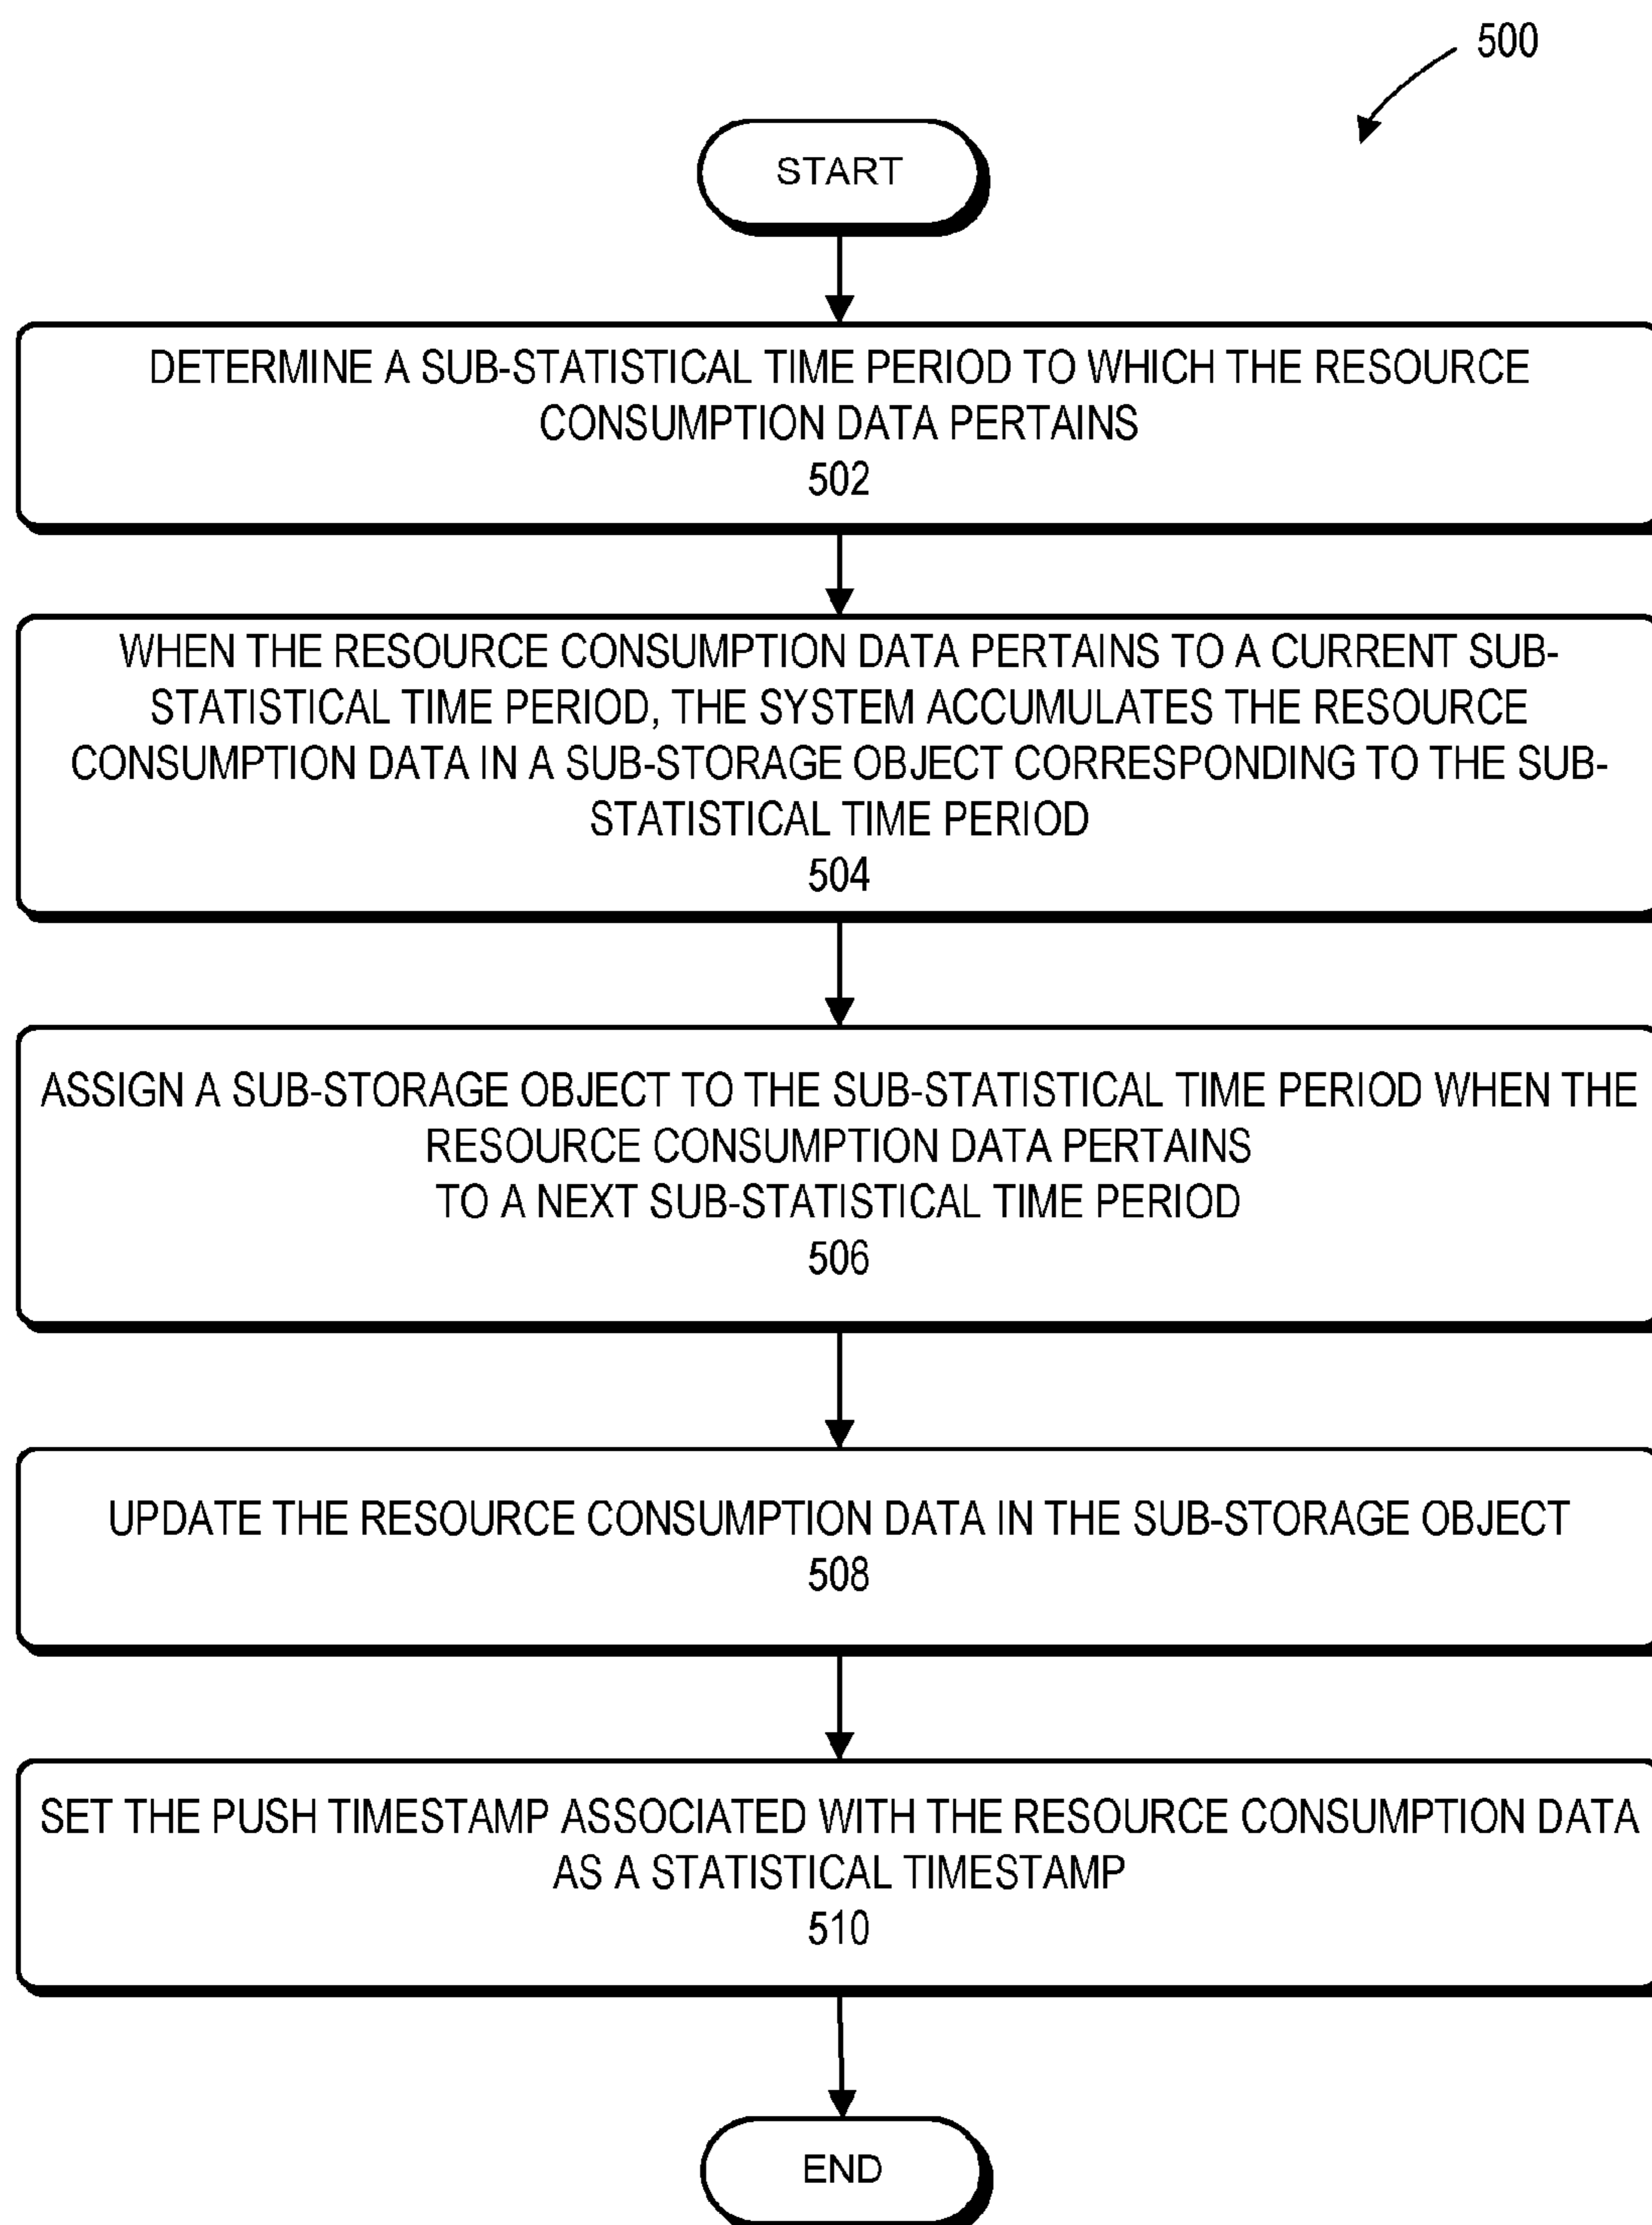 500
START
DETERMINE A SUB-STATISTICAL TIME PERIOD TO WHICH THE RESOURCE
CONSUMPTION DATA PERTAINS
502
WHEN THE RESOURCE CONSUMPTION DATA PERTAINS TO A CURRENT SUB-
STATISTICAL TIME PERIOD, THE SYSTEM ACCUMULATES THE RESOURCE
CONSUMPTION DATA IN A SUB-STORAGE OBJECT CORRESPONDING TO THE SUB-
STATISTICAL TIME PERIOD
504
ASSIGN A SUB-STORAGE OBJECT TO THE SUB-STATISTICAL TIME PERIOD WHEN THE
RESOURCE CONSUMPTION DATA PERTAINS
TO A NEXT SUB-STATISTICAL TIME PERIOD
506
UPDATE THE RESOURCE CONSUMPTION DATA IN THE SUB-STORAGE OBJECT
508
SET THE PUSH TIMESTAMP ASSOCIATED WITH THE RESOURCE CONSUMPTION DATA
AS A STATISTICAL TIMESTAMP
510
END